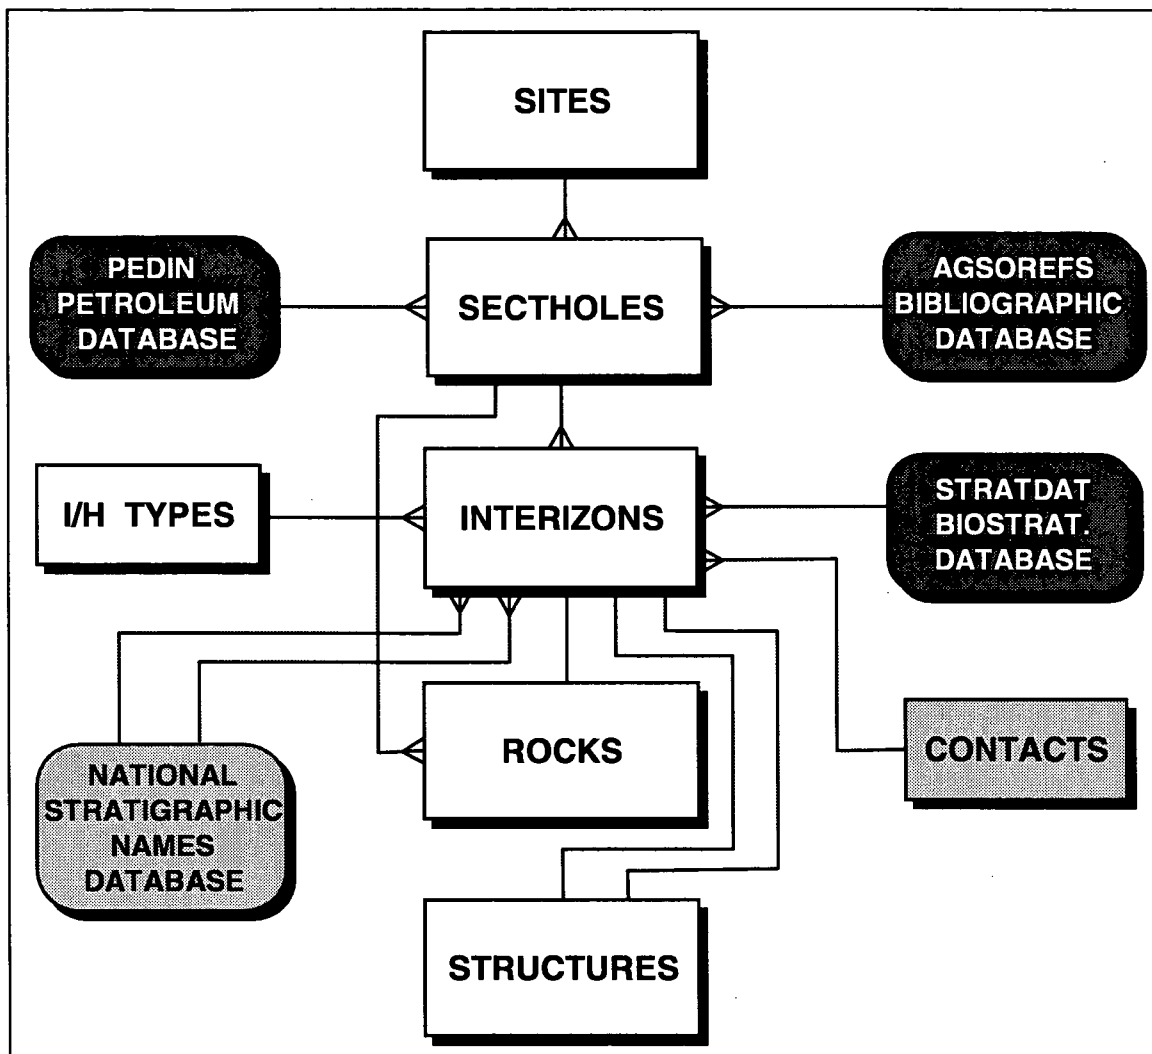 SITES
PEDIN
PETROLEUM
DATABASE
SECTHOLES
AGSOREFS
BIBLIOGRAPHIC
DATABASE
I/H TYPES
INTERIZONS
STRATDAT
BIOSTRAT.
DATABASE
NATIONAL
STRATIGRAPHIC
NAMES
DATABASE
ROCKS
CONTACTS
STRUCTURES